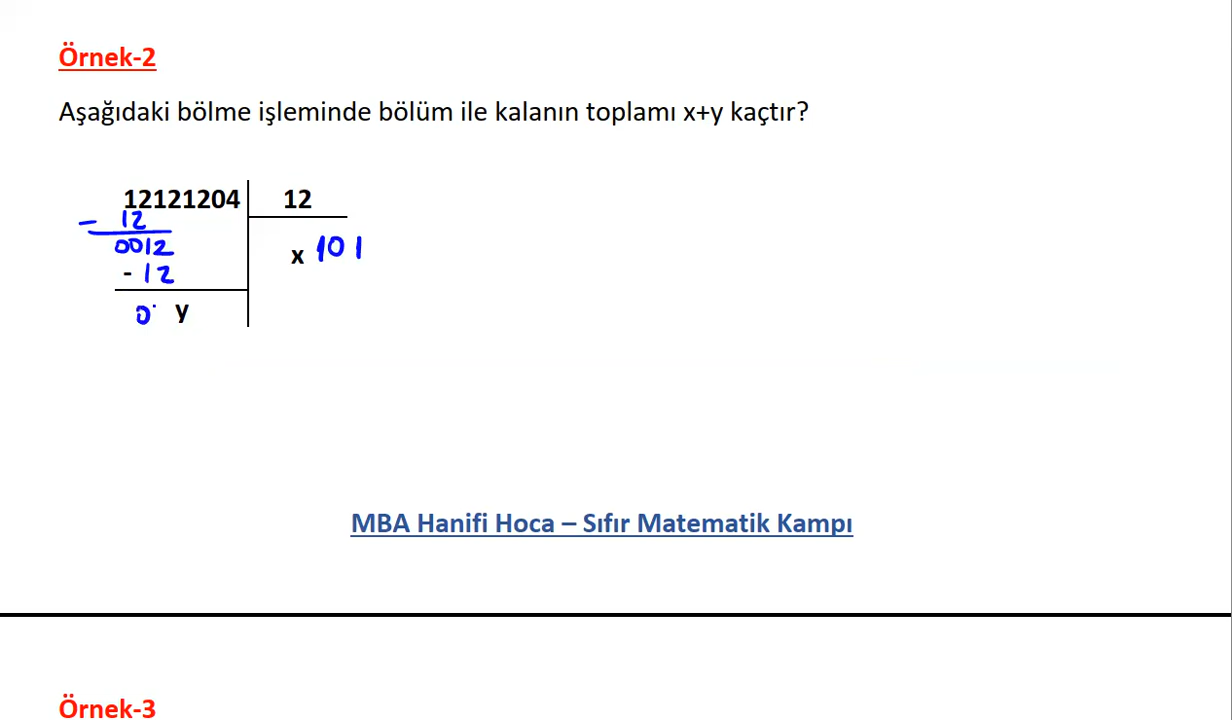 Örnek-2
Aşağıdaki bölme işleminde bölüm ile kalanın toplamı x+y kaçtır?
12121204 12
- 12
0012
x 101
- 12
0 y
MBA Hanifi Hoca – Sıfır Matematik Kampı
Örnek-3